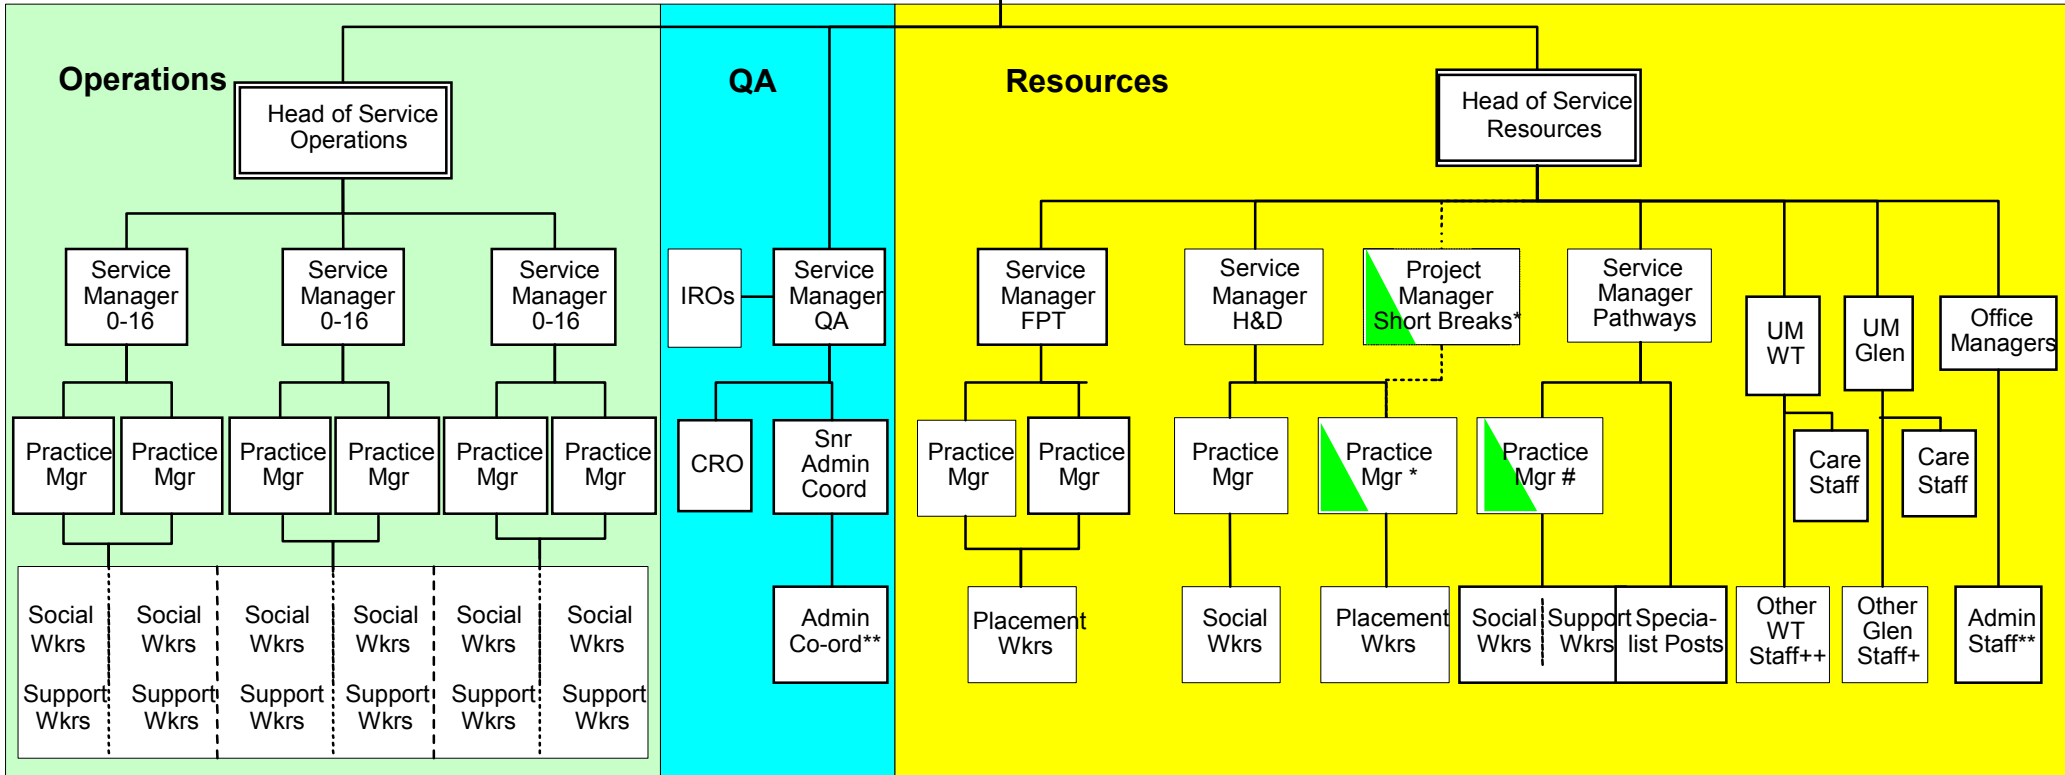 Operations
QA
Resources
Head of Service
Operations
Head of Service
Resources
Service
Manager
0-16
Service
Manager
0-16
Service
Manager
0-16
IROs
Service
Manager
QA
Service
Manager
FPT
Service
Manager
H&D
Project
Manager
Short Breaks*
Service
Manager
Pathways
UM
WT
UM
Glen
Office
Managers
Practice
Mgr
Practice
Mgr
Practice
Mgr
Practice
Mgr
Practice
Mgr
Practice
Mgr
CRO
Snr
Admin
Coord
Practice
Mgr
Practice
Mgr
Practice
Mgr
Practice
Mgr *
Practice
Mgr #
Care
Staff
Care
Staff
Social
Wkrs
Social
Wkrs
Social
Wkrs
Social
Wkrs
Social
Wkrs
Social
Wkrs
Support
Wkrs
Support
Wkrs
Support
Wkrs
Support
Wkrs
Support
Wkrs
Support
Wkrs
Admin
Co-ord**
Placement
Wkrs
Social
Wkrs
Placement
Wkrs
Social
Wkrs
Support
Wkrs
Specia-
list Posts
Other
WT
Staff++
Other
Glen
Staff+
Admin
Staff**